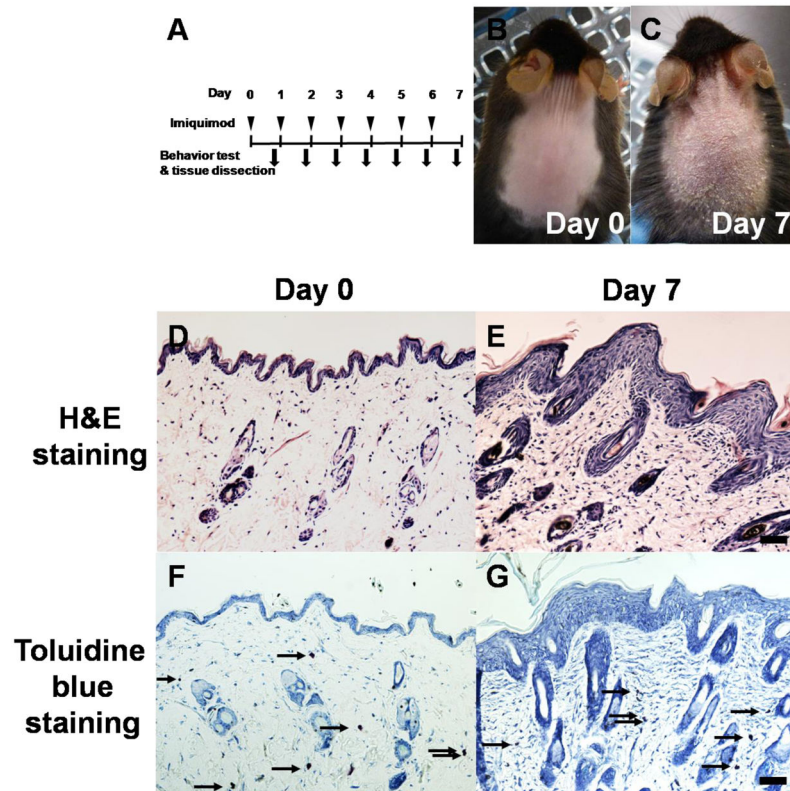 A
Day 0 1 2 3 4 5 6 7
Imiquimod
Behavior test
& tissue dissection
B
Day 0
C
Day 7
Day 0 Day 7
H&E
staining
D
E
Toluidine
blue
staining
F
G